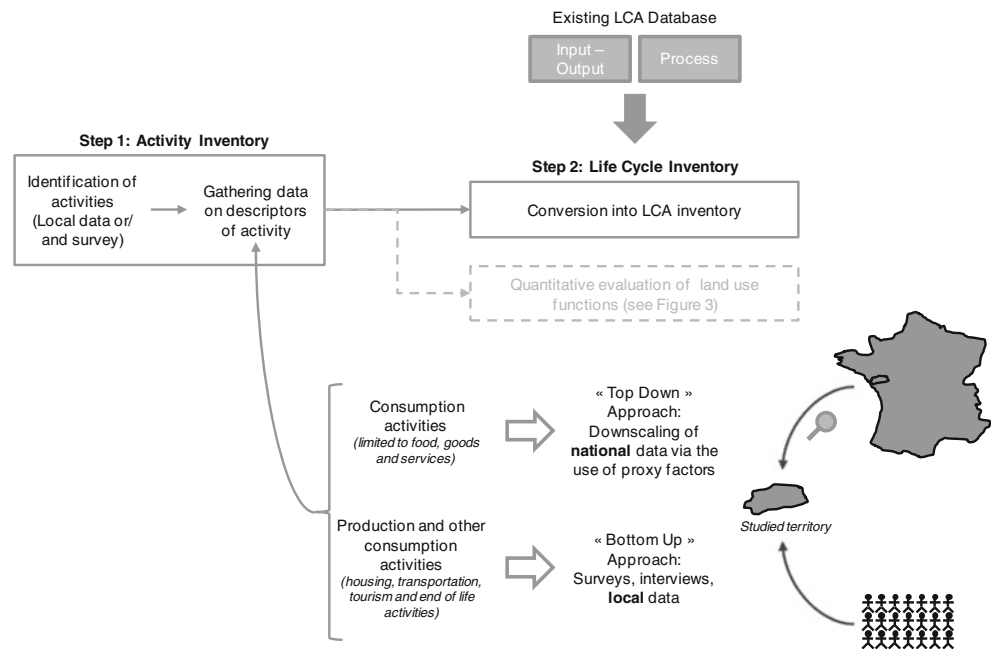 Existing LCA Database
Input –
Output
Process
Step 1: Activity Inventory
Identification of
activities
(Local data or/
and survey)
Gathering data
on descriptors
of activity
Step 2: Life Cycle Inventory
Conversion into LCA inventory
Quantitative evaluation of land use
functions (see Figure 3)
Consumption
activities
(limited to food, goods
and services)
« Top Down »
Approach:
Downscaling of
national data via the
use of proxy factors
Studied territory
Production and other
consumption
activities
(housing, transportation,
tourism and end of life
activities)
« Bottom Up »
Approach:
Surveys, interviews,
local data